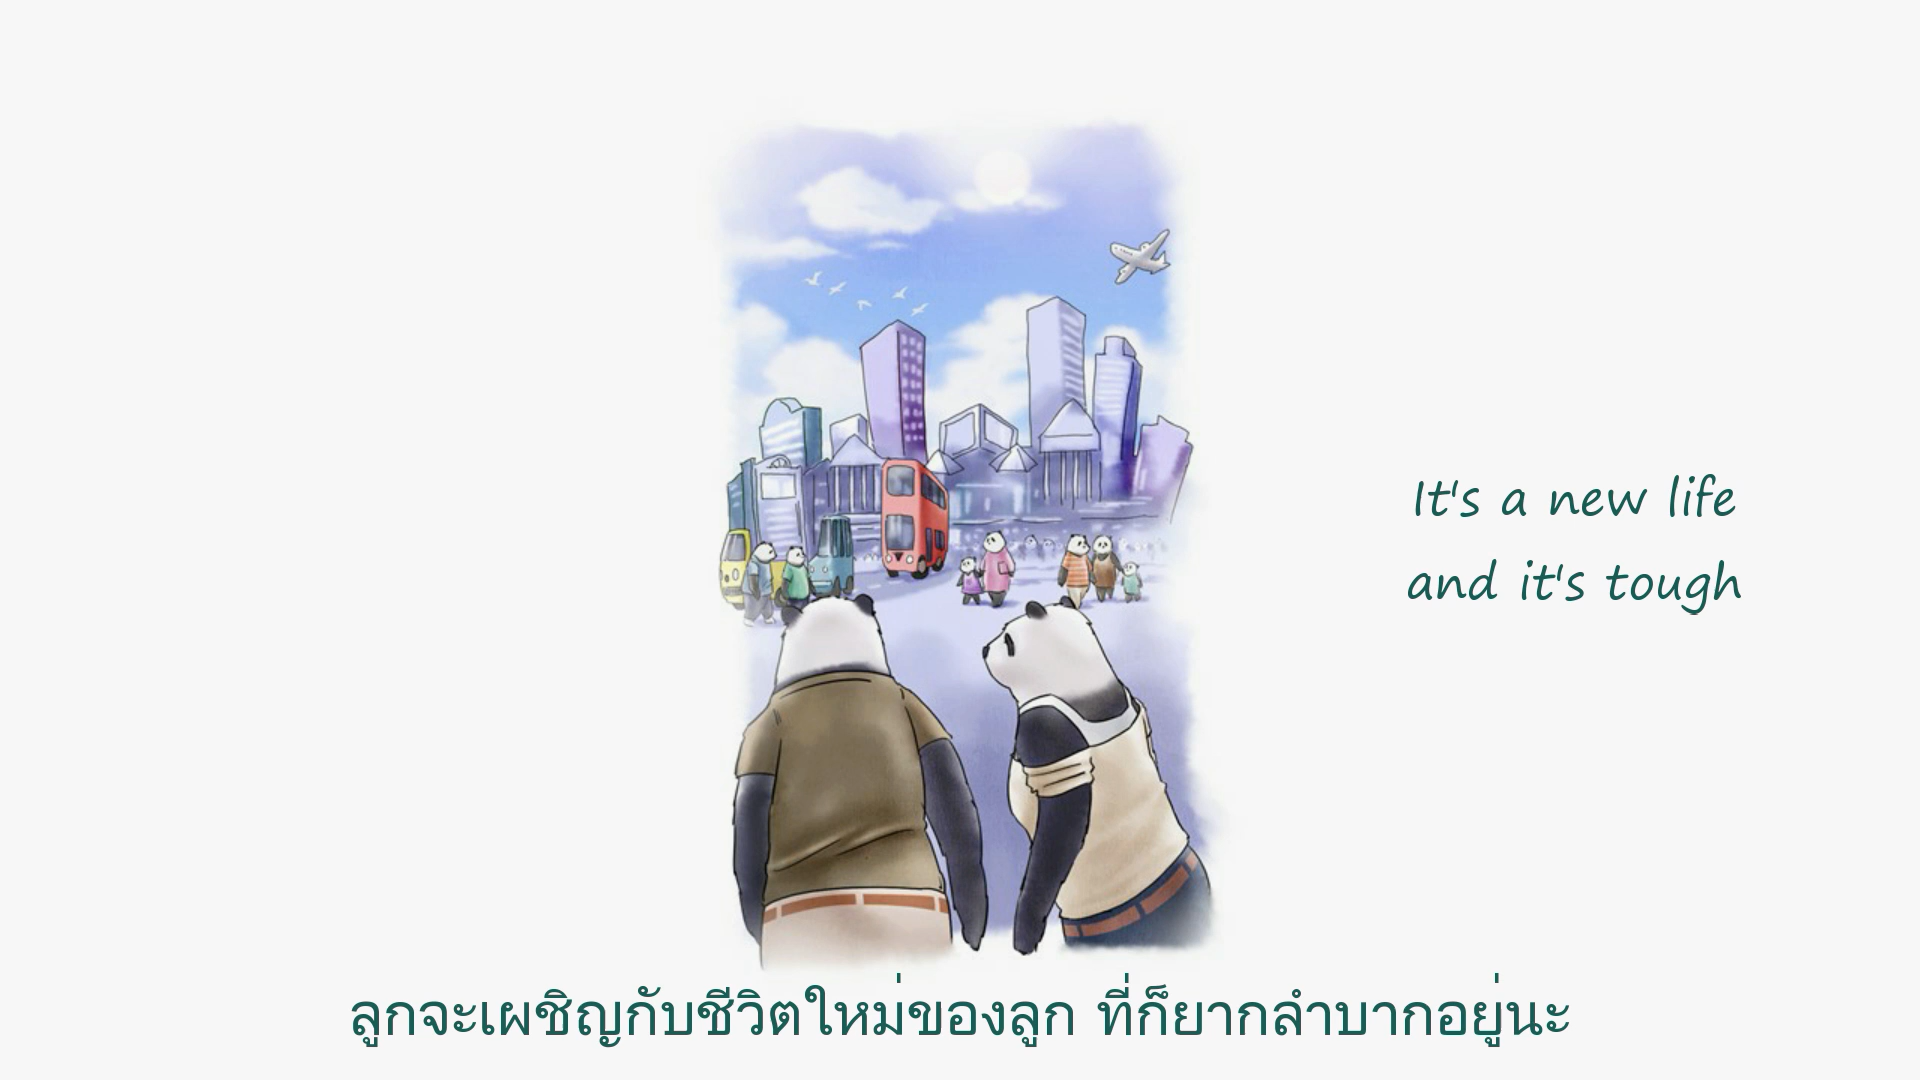 It's a new life
and it's tough
ลูกจะเผชิญกับชีวิตใหม่ของลูก ที่ก็ยากลำบากอยู่นะ